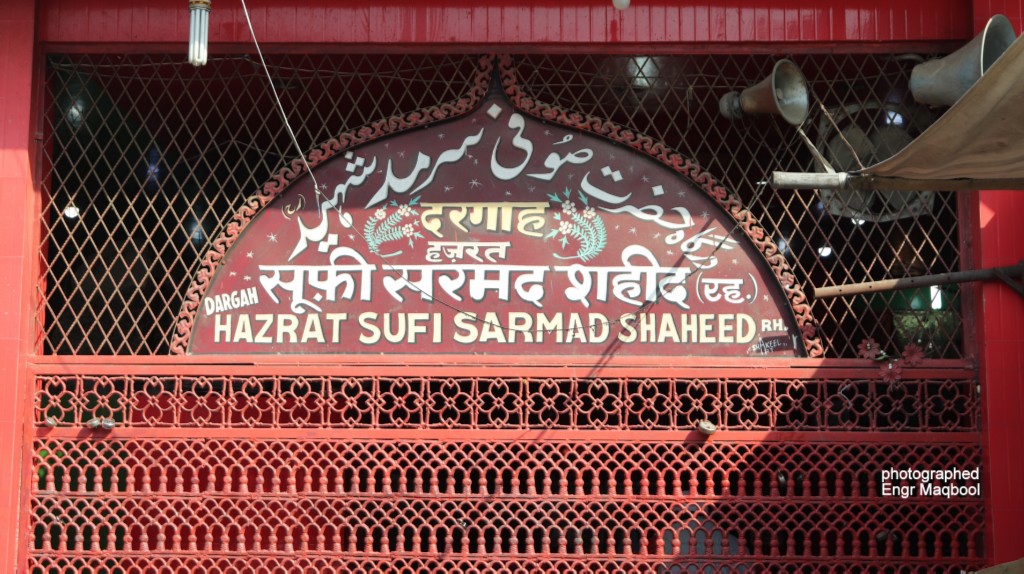 درگاہ حضرت صُوفی سرمد شہید
दरगाह
हज़रत
सूफ़ी सरमद शहीद (रह.)
DARGAH
HAZRAT SUFI SARMAD SHAHEED RH.
photographed
Engr Maqbool